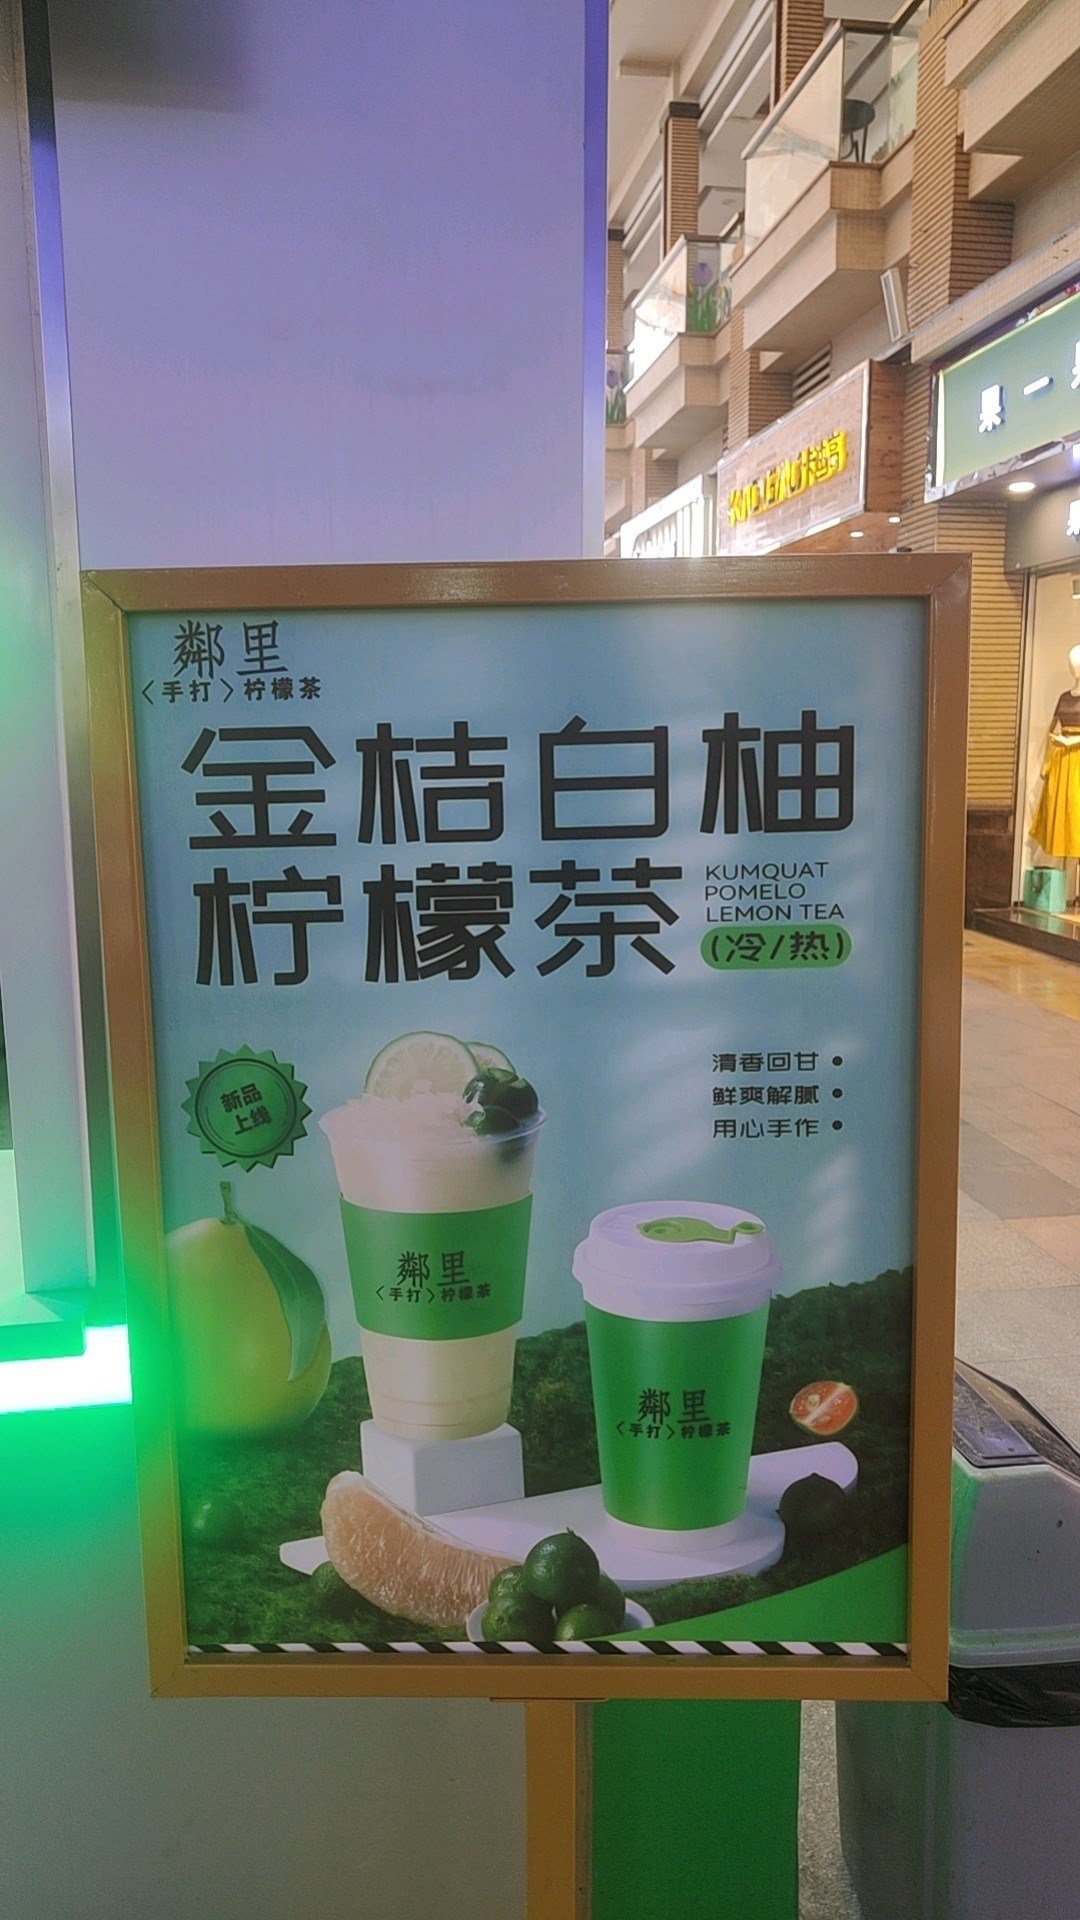 果一
鄰里
〈手打〉柠檬茶
金桔白柚
柠檬茶
KUMQUAT
POMELO
LEMON TEA
(冷/热)
清香回甘 •
鲜爽解腻 •
用心手作 •
新品
上线
鄰里
〈手打〉柠檬茶
鄰里
〈手打〉柠檬茶